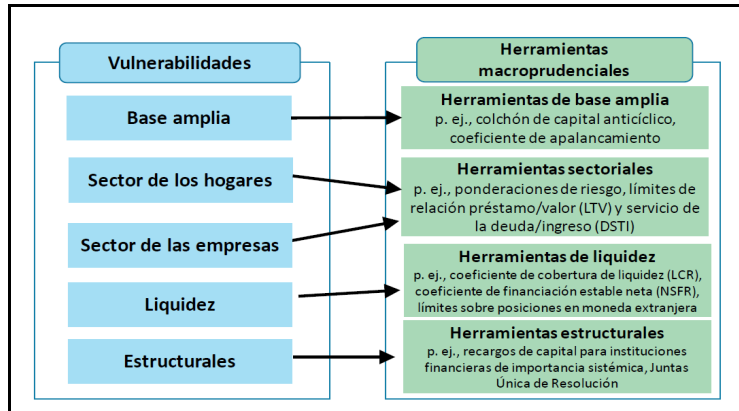 Vulnerabilidades
Base amplia
Sector de los hogares
Sector de las empresas
Liquidez
Estructurales
Herramientas
macroprudenciales
Herramientas de base amplia
p. ej., colchón de capital anticíclico,
coeficiente de apalancamiento
Herramientas sectoriales
p. ej., ponderaciones de riesgo, límites de
relación préstamo/valor (LTV) y servicio de
la deuda/ingreso (DSTI)
Herramientas de liquidez
p. ej., coeficiente de cobertura de liquidez (LCR),
coeficiente de financiación estable neta (NSFR),
límites sobre posiciones en moneda extranjera
Herramientas estructurales
p. ej., recargos de capital para instituciones
financieras de importancia sistémica, Juntas
Única de Resolución